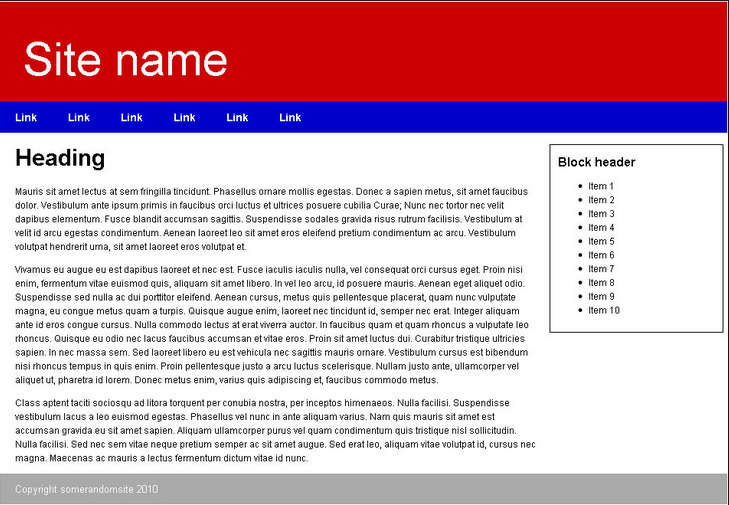 Site name
Link Link Link Link Link Link
Heading
Mauris sit amet lectus at sem fringilla tincidunt. Phasellus ornare mollis egestas. Donec a sapien metus, sit amet faucibus
dolor. Vestibulum ante ipsum primis in faucibus orci luctus et ultrices posuere cubilia Curae; Nunc nec tortor nec velit
dapibus elementum. Fusce blandit accumsan sagittis. Suspendisse sodales gravida risus rutrum facilisis. Vestibulum at
velit id arcu egestas condimentum. Aenean laoreet leo sit amet eros eleifend pretium condimentum ac arcu. Vestibulum
volutpat hendrerit urna, sit amet laoreet eros volutpat et.
Vivamus eu augue eu est dapibus laoreet et nec est. Fusce iaculis iaculis nulla, vel consequat orci cursus eget. Proin nisi
enim, fermentum vitae euismod quis, aliquam sit amet libero. In vel leo arcu, id posuere mauris. Aenean eget aliquet odio.
Suspendisse sed nulla ac dui porttitor eleifend. Aenean cursus, metus quis pellentesque placerat, quam nunc vulputate
magna, eu congue metus quam a turpis. Quisque augue enim, laoreet nec tincidunt id, semper nec erat. Integer aliquam
ante id eros congue cursus. Nulla commodo lectus at erat viverra auctor. In faucibus quam et quam rhoncus a vulputate leo
rhoncus. Quisque eu odio nec lacus faucibus accumsan et vitae eros. Proin sit amet luctus dui. Curabitur tristique ultricies
sapien. In nec massa sem. Sed laoreet libero eu est vehicula nec sagittis mauris ornare. Vestibulum cursus est bibendum
nisi rhoncus tempus in quis enim. Proin pellentesque justo a arcu luctus scelerisque. Nullam justo ante, ullamcorper vel
aliquet ut, pharetra id lorem. Donec metus enim, varius quis adipiscing et, faucibus commodo metus.
Class aptent taciti sociosqu ad litora torquent per conubia nostra, per inceptos himenaeos. Nulla facilisi. Suspendisse
vestibulum lacus a leo euismod egestas. Phasellus vel nunc in ante aliquam varius. Nam quis mauris sit amet est
accumsan gravida eu sit amet sapien. Aliquam ullamcorper purus vel quam condimentum quis tristique nisl sollicitudin.
Nulla facilisi. Sed nec sem vitae neque pretium semper ac sit amet augue. Sed erat leo, aliquam vitae volutpat id, cursus nec
magna. Maecenas ac mauris a lectus fermentum dictum vitae id nunc.
Block header
Item 1
Item 2
Item 3
Item 4
Item 5
Item 6
Item 7
Item 8
Item 9
Item 10
Copyright somerandomsite 2010